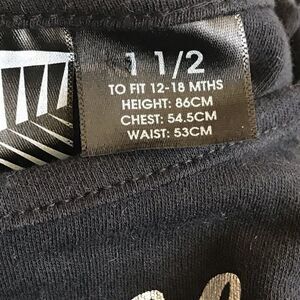 1 1/2
TO FIT 12-18 MTHS
HEIGHT: 86CM
CHEST: 54.5CM
WAIST: 53CM